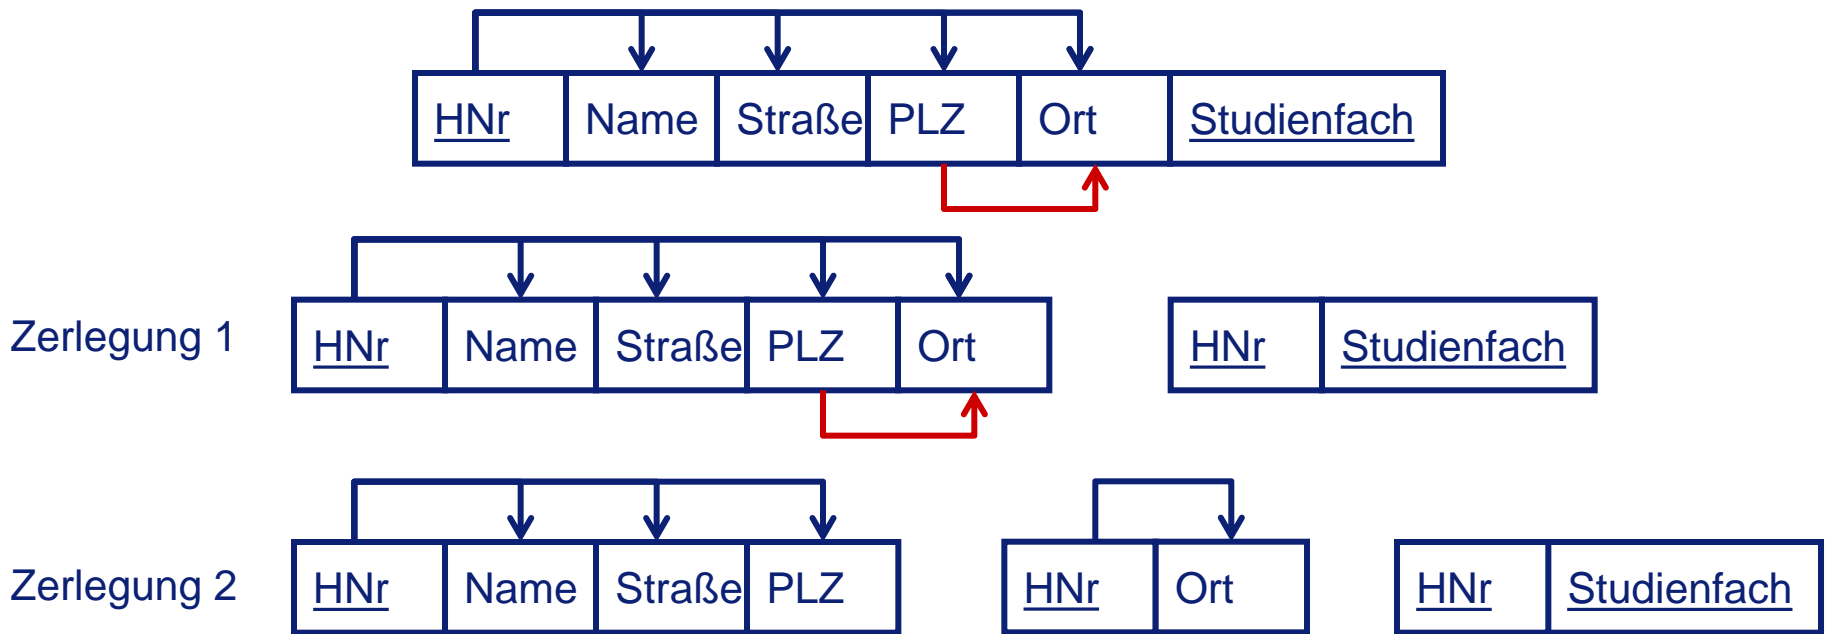 HNr Name Straße PLZ Ort Studienfach
Zerlegung 1 HNr Name Straße PLZ Ort HNr Studienfach
Zerlegung 2 HNr Name Straße PLZ HNr Ort HNr Studienfach